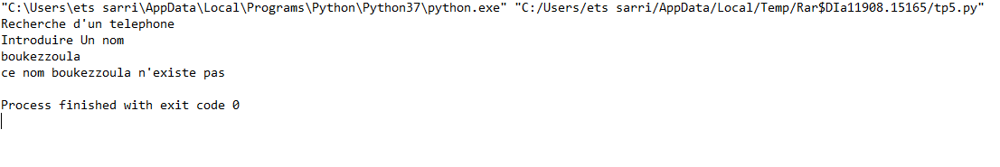 "C:\Users\ets sarri\AppData\Local\Programs\Python\Python37\python.exe" "C:/Users/ets sarri/AppData/Local/Temp/Rar$DIa11908.15165/tp5.py"
Recherche d'un telephone
Introduire Un nom
boukezzoula
ce nom boukezzoula n'existe pas
Process finished with exit code 0